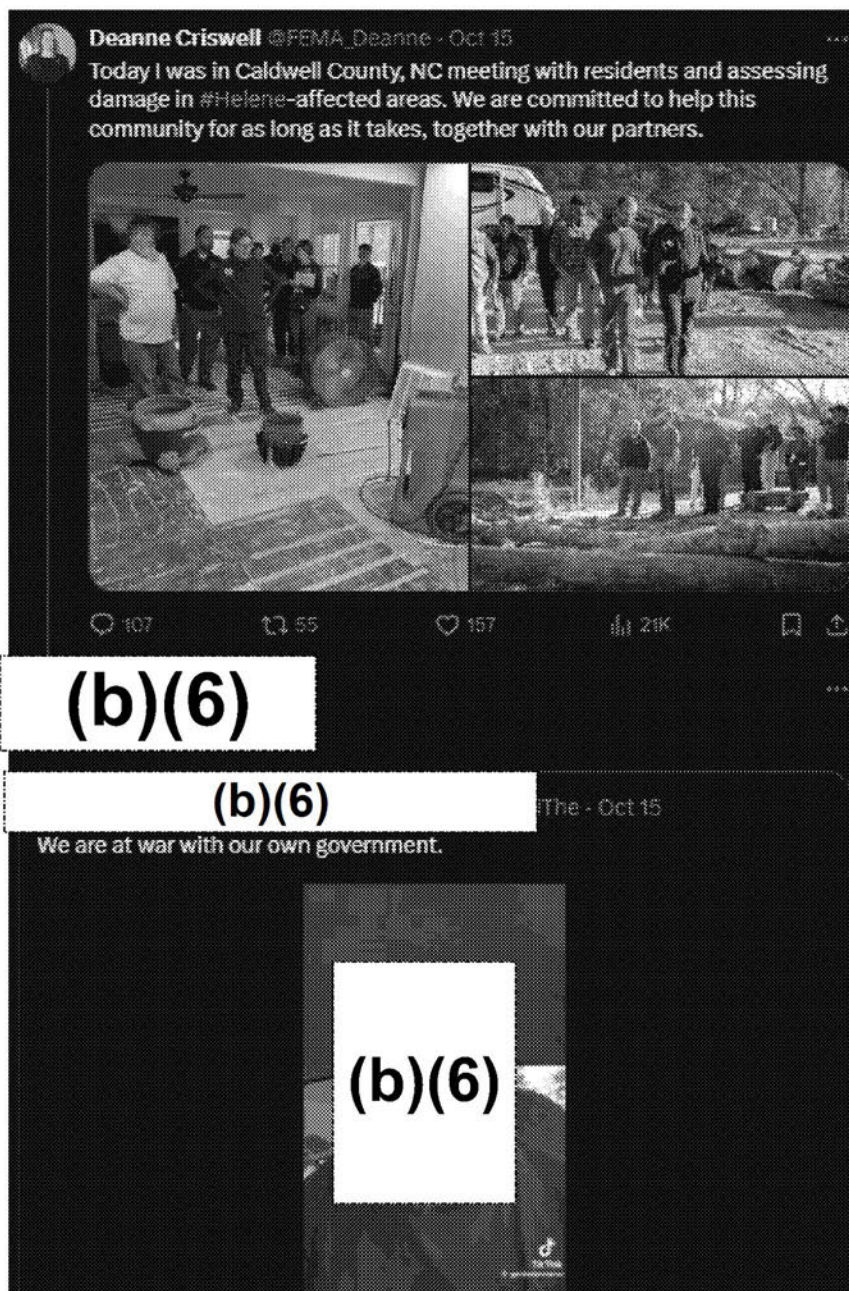 Deanne Criswell @FEMA_Deanne · Oct 15
Today I was in Caldwell County, NC meeting with residents and assessing
damage in #Helene-affected areas. We are committed to help this
community for as long as it takes, together with our partners.
107 55 157 21K
(b)(6)
(b)(6)
iThe · Oct 15
We are at war with our own government.
(b)(6)
TikTok